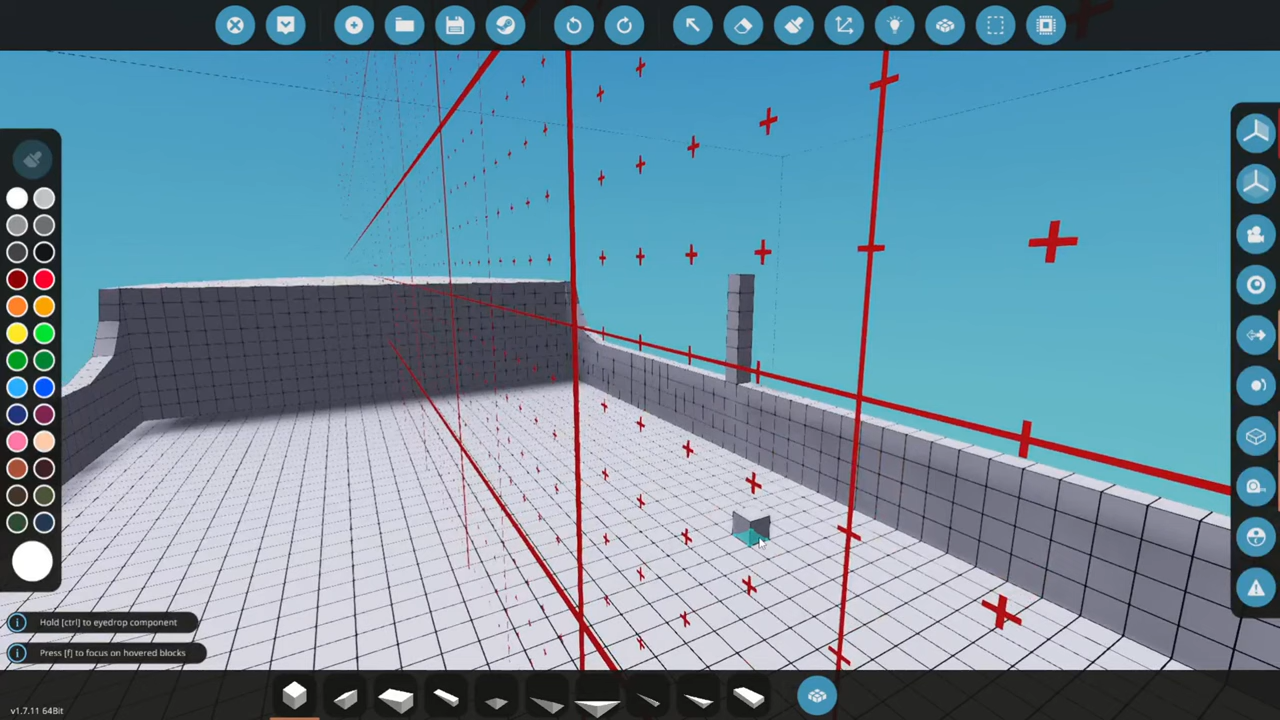 Hold [ctrl] to eyedrop component
Press [f] to focus on hovered blocks
v1.7.11 64Bit